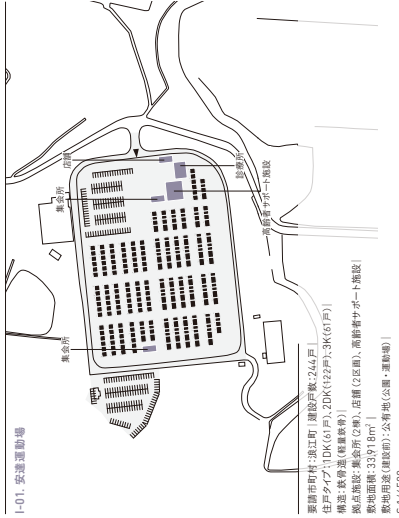 I-01. 安達運動場
集会所
集会所
店舗
診療所
高齢者サポート施設
要請市町村：浪江町｜建設戸数：244戸｜
住戸タイプ：1DK（61戸）、2DK（122戸）、3K（61戸）｜
構造：鉄骨造（軽量鉄骨）｜
拠点施設：集会所（2棟）、店舗（2区画）、高齢者サポート施設｜
敷地面積：33,918m²｜
敷地用途（建設前）：公有地（公園・運動場）｜